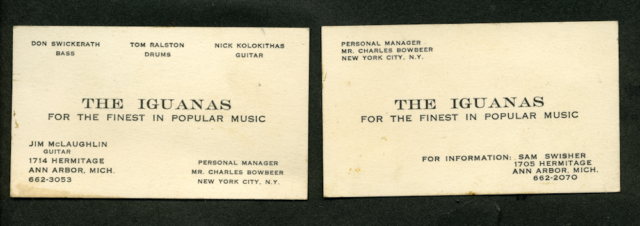 DON SWICKERATH
BASS
TOM RALSTON
DRUMS
NICK KOLOKITHAS
GUITAR
THE IGUANAS
FOR THE FINEST IN POPULAR MUSIC
JIM McLAUGHLIN
GUITAR
1714 HERMITAGE
ANN ARBOR, MICH.
662-3053
PERSONAL MANAGER
MR. CHARLES BOWBEER
NEW YORK CITY, N.Y.
PERSONAL MANAGER
MR. CHARLES BOWBEER
NEW YORK CITY, N.Y.
THE IGUANAS
FOR THE FINEST IN POPULAR MUSIC
FOR INFORMATION: SAM SWISHER
1705 HERMITAGE
ANN ARBOR, MICH.
662-2070